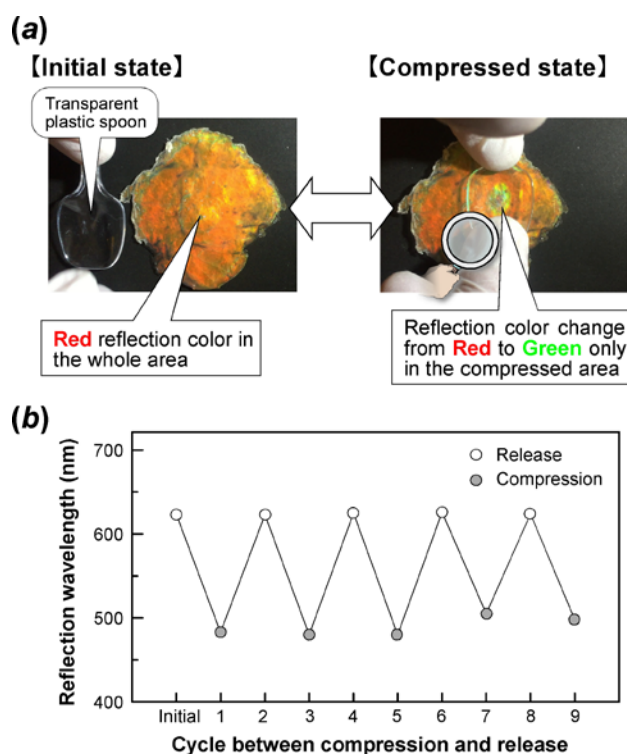 (a)
【Initial state】
【Compressed state】
Transparent
plastic spoon
Red reflection color in
the whole area
Reflection color change
from Red to Green only
in the compressed area
(b)
Reflection wavelength (nm)
700
600
500
400
Release
Compression
Initial 1 2 3 4 5 6 7 8 9
Cycle between compression and release